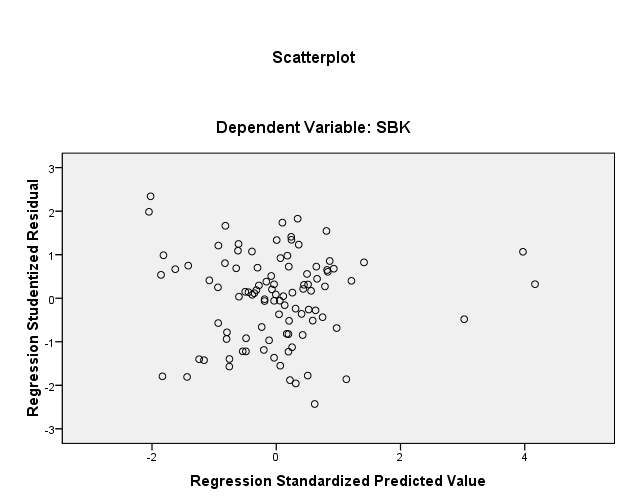 Scatterplot
Dependent Variable: SBK
Regression Studentized Residual
3
2
1
0
-1
-2
-3
-2
0
2
4
Regression Standardized Predicted Value